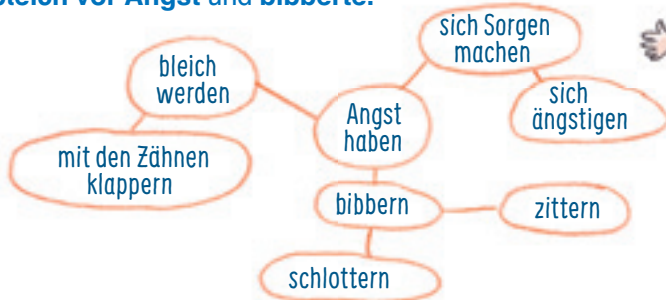 bleich vor Angst und bibberte.
sich Sorgen
machen
bleich
werden
Angst
haben
sich
ängstigen
mit den Zähnen
klappern
bibbern
zittern
schlottern